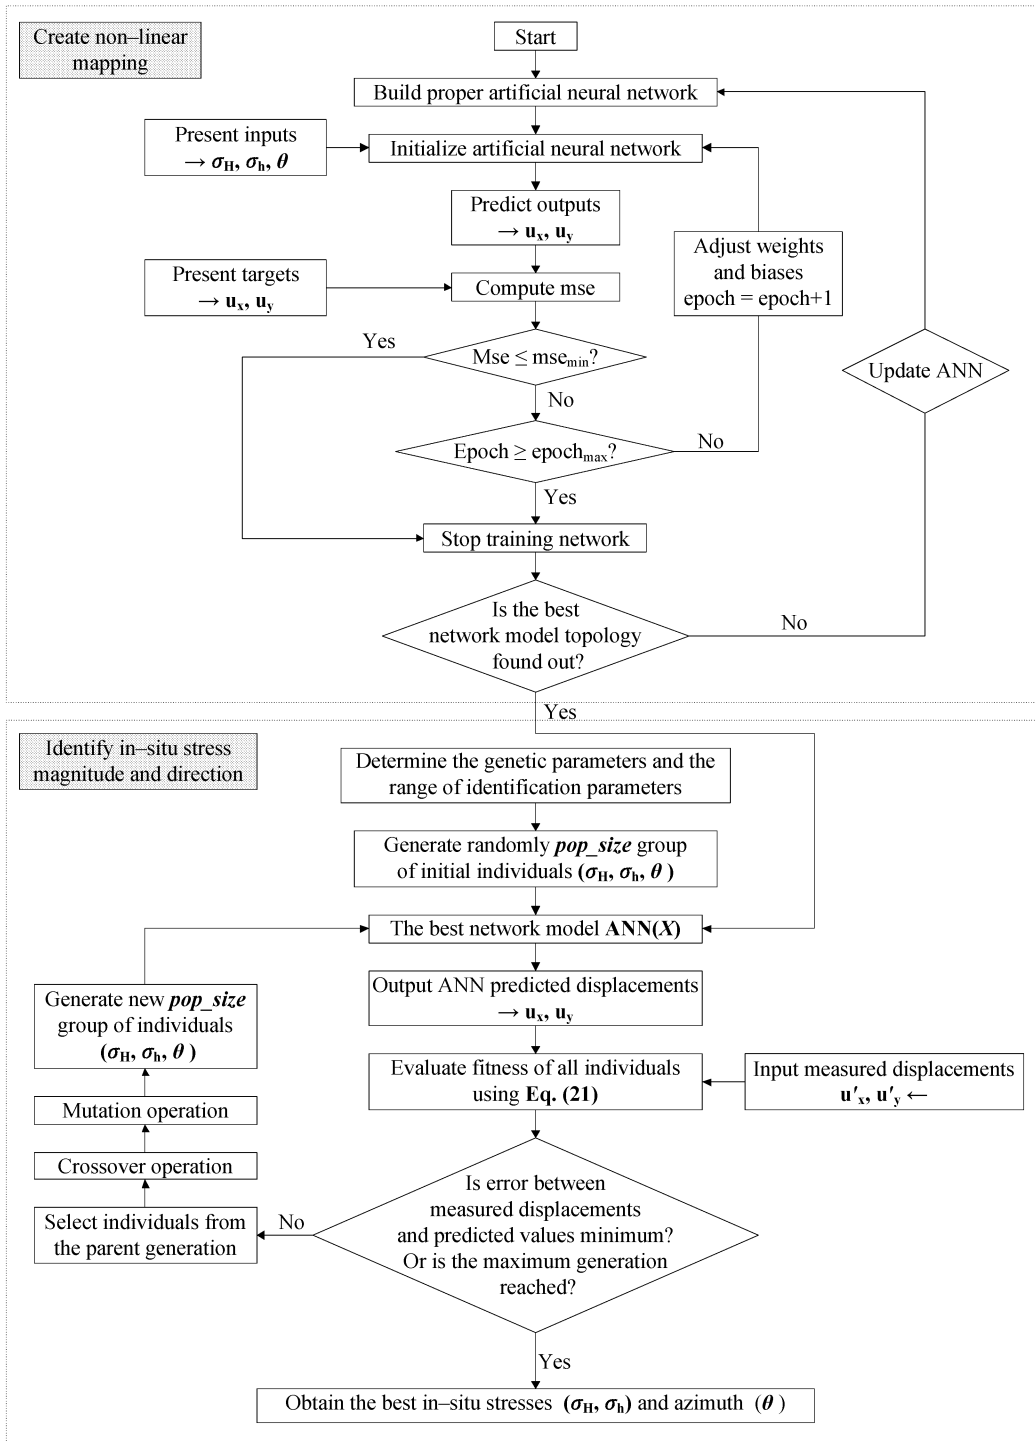 Create non–linear
mapping
Start
Build proper artificial neural network
Present inputs
→ σH, σh, θ
Initialize artificial neural network
Predict outputs
→ ux, uy
Adjust weights
and biases
epoch = epoch+1
Present targets
→ ux, uy
Compute mse
Yes
Mse ≤ msemin?
Update ANN
No
Epoch ≥ epochmax?
No
Yes
Stop training network
Is the best
network model topology
found out?
No
Yes
Identify in–situ stress
magnitude and direction
Determine the genetic parameters and the
range of identification parameters
Generate randomly pop_size group
of initial individuals (σH, σh, θ )
The best network model ANN(X)
Output ANN predicted displacements
→ ux, uy
Generate new pop_size
group of individuals
(σH, σh, θ )
Evaluate fitness of all individuals
using Eq. (21)
Input measured displacements
u′x, u′y ←
Mutation operation
Crossover operation
Select individuals from
the parent generation
No
Is error between
measured displacements
and predicted values minimum?
Or is the maximum generation
reached?
Yes
Obtain the best in–situ stresses (σH, σh) and azimuth (θ )